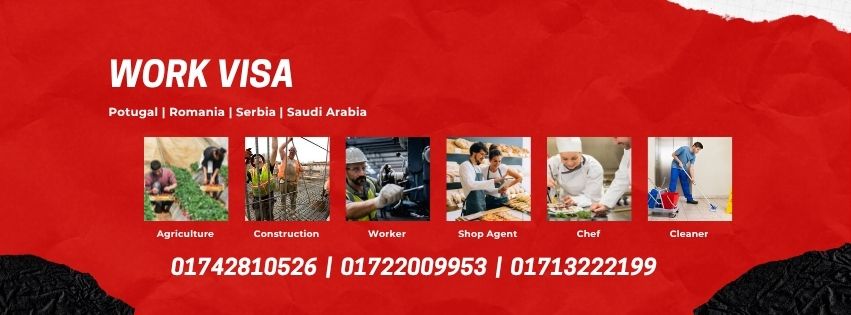 WORK VISA
Potugal | Romania | Serbia | Saudi Arabia
Agriculture Construction Worker Shop Agent Chef Cleaner
01742810526 | 01722009953 | 01713222199